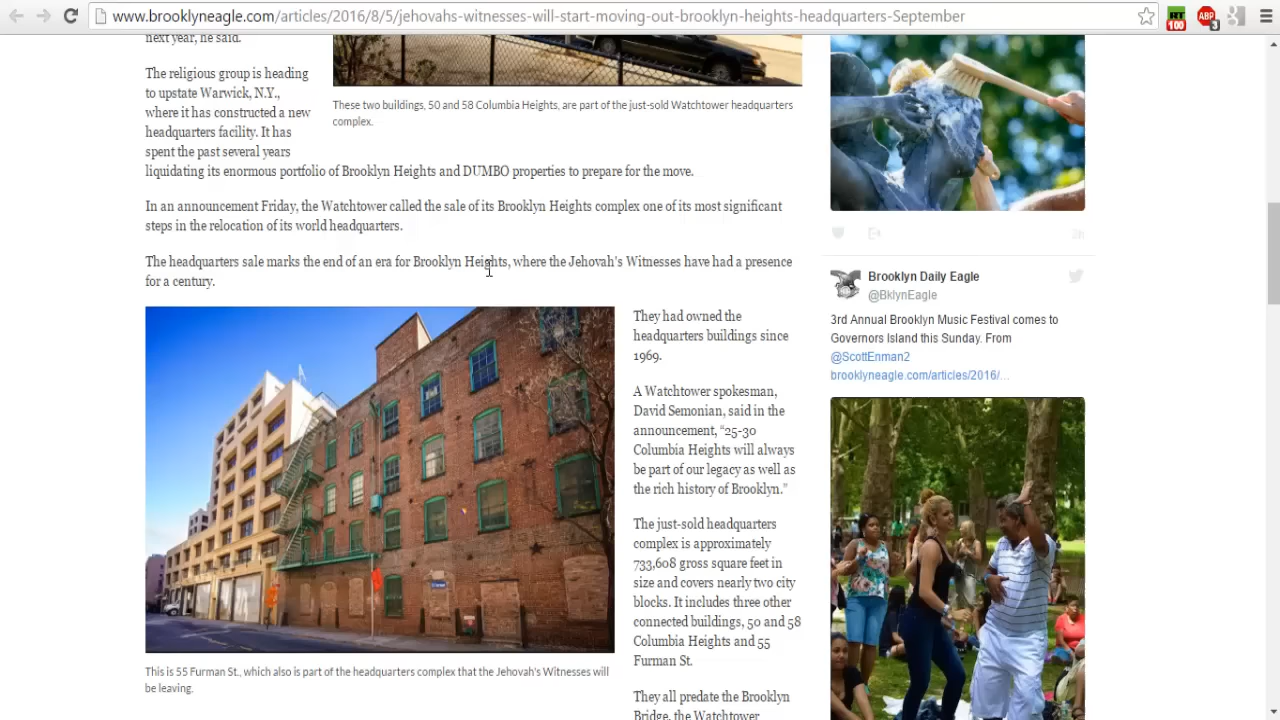 www.brooklyneagle.com/articles/2016/8/5/jehovahs-witnesses-will-start-moving-out-brooklyn-heights-headquarters-September
RT
100
ABP
3
next year, he said.
The religious group is heading
to upstate Warwick, N.Y.,
where it has constructed a new
headquarters facility. It has
spent the past several years
liquidating its enormous portfolio of Brooklyn Heights and DUMBO properties to prepare for the move.
These two buildings, 50 and 58 Columbia Heights, are part of the just-sold Watchtower headquarters
complex.
In an announcement Friday, the Watchtower called the sale of its Brooklyn Heights complex one of its most significant
steps in the relocation of its world headquarters.
The headquarters sale marks the end of an era for Brooklyn Heights, where the Jehovah's Witnesses have had a presence
for a century.
They had owned the
headquarters buildings since
1969.
A Watchtower spokesman,
David Semonian, said in the
announcement, “25-30
Columbia Heights will always
be part of our legacy as well as
the rich history of Brooklyn.”
The just-sold headquarters
complex is approximately
733,608 gross square feet in
size and covers nearly two city
blocks. It includes three other
connected buildings, 50 and 58
Columbia Heights and 55
Furman St.
They all predate the Brooklyn
Bridge, the Watchtower
This is 55 Furman St., which also is part of the headquarters complex that the Jehovah's Witnesses will
be leaving.
Brooklyn Daily Eagle
@BklynEagle
3rd Annual Brooklyn Music Festival comes to
Governors Island this Sunday. From
@ScottEnman2
brooklyneagle.com/articles/2016/…